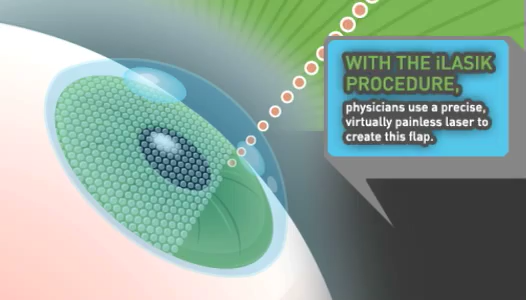 WITH THE iLASIK
PROCEDURE,
physicians use a precise,
virtually painless laser to
create this flap.